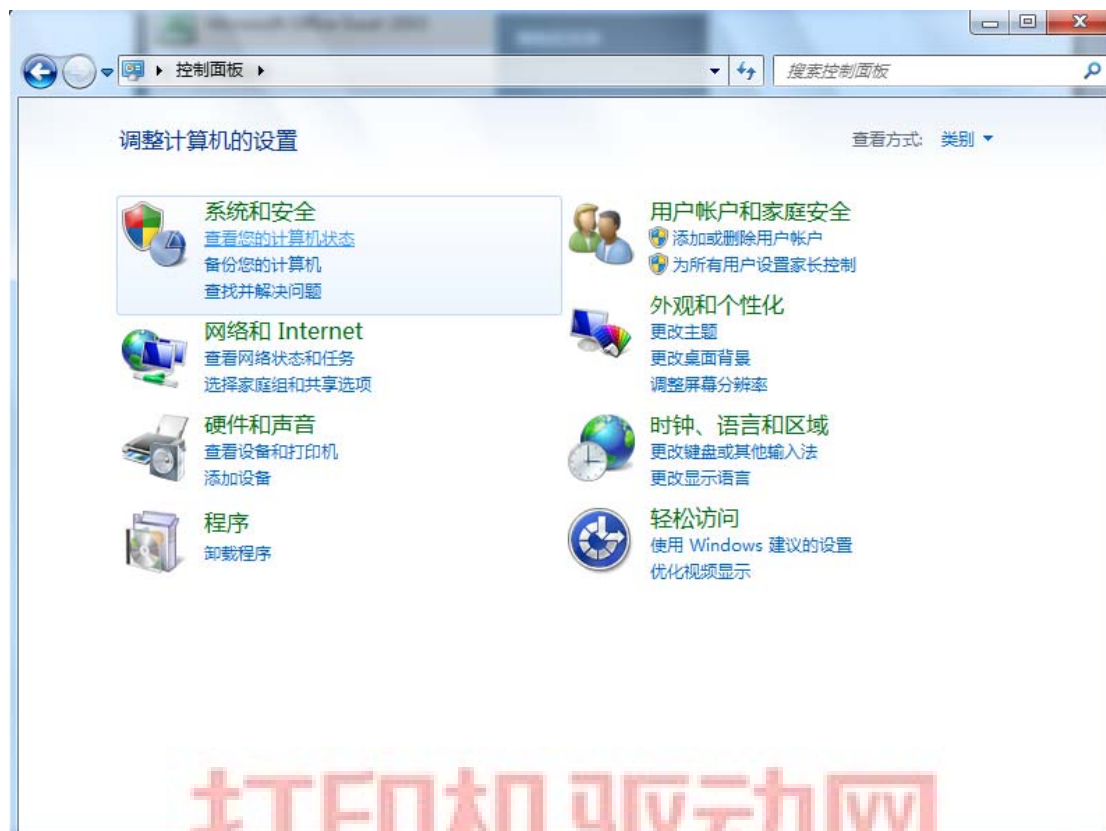 Microsoft Office Excel 2003
控制面板
搜索控制面板
调整计算机的设置
查看方式: 类别
系统和安全
查看您的计算机状态
备份您的计算机
查找并解决问题
网络和 Internet
查看网络状态和任务
选择家庭组和共享选项
硬件和声音
查看设备和打印机
添加设备
程序
卸载程序
用户帐户和家庭安全
添加或删除用户帐户
为所有用户设置家长控制
外观和个性化
更改主题
更改桌面背景
调整屏幕分辨率
时钟、语言和区域
更改键盘或其他输入法
更改显示语言
轻松访问
使用 Windows 建议的设置
优化视频显示
打印机驱动网